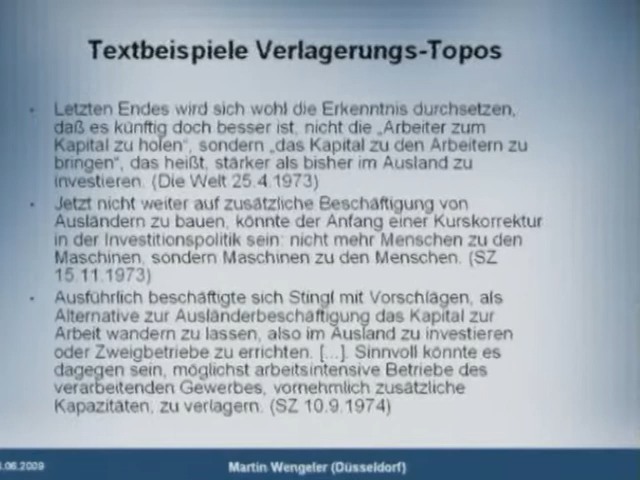 Textbeispiele Verlagerungs-Topos
Letzten Endes wird sich wohl die Erkenntnis durchsetzen,
daß es künftig doch besser ist, nicht die „Arbeiter zum
Kapital zu holen“, sondern „das Kapital zu den Arbeitern zu
bringen“, das heißt, stärker als bisher im Ausland zu
investieren. (Die Welt 25.4.1973)
Jetzt nicht weiter auf zusätzliche Beschäftigung von
Ausländern zu bauen, könnte der Anfang einer Kurskorrektur
in der Investitionspolitik sein: nicht mehr Menschen zu den
Maschinen, sondern Maschinen zu den Menschen. (SZ
15.11.1973)
Ausführlich beschäftigte sich Stingl mit Vorschlägen, als
Alternative zur Ausländerbeschäftigung das Kapital zur
Arbeit wandern zu lassen, also im Ausland zu investieren
oder Zweigbetriebe zu errichten. [...]. Sinnvoll könnte es
dagegen sein, möglichst arbeitsintensive Betriebe des
verarbeitenden Gewerbes, vornehmlich zusätzliche
Kapazitäten, zu verlagern. (SZ 10.9.1974)
.06.2009
Martin Wengeler (Düsseldorf)